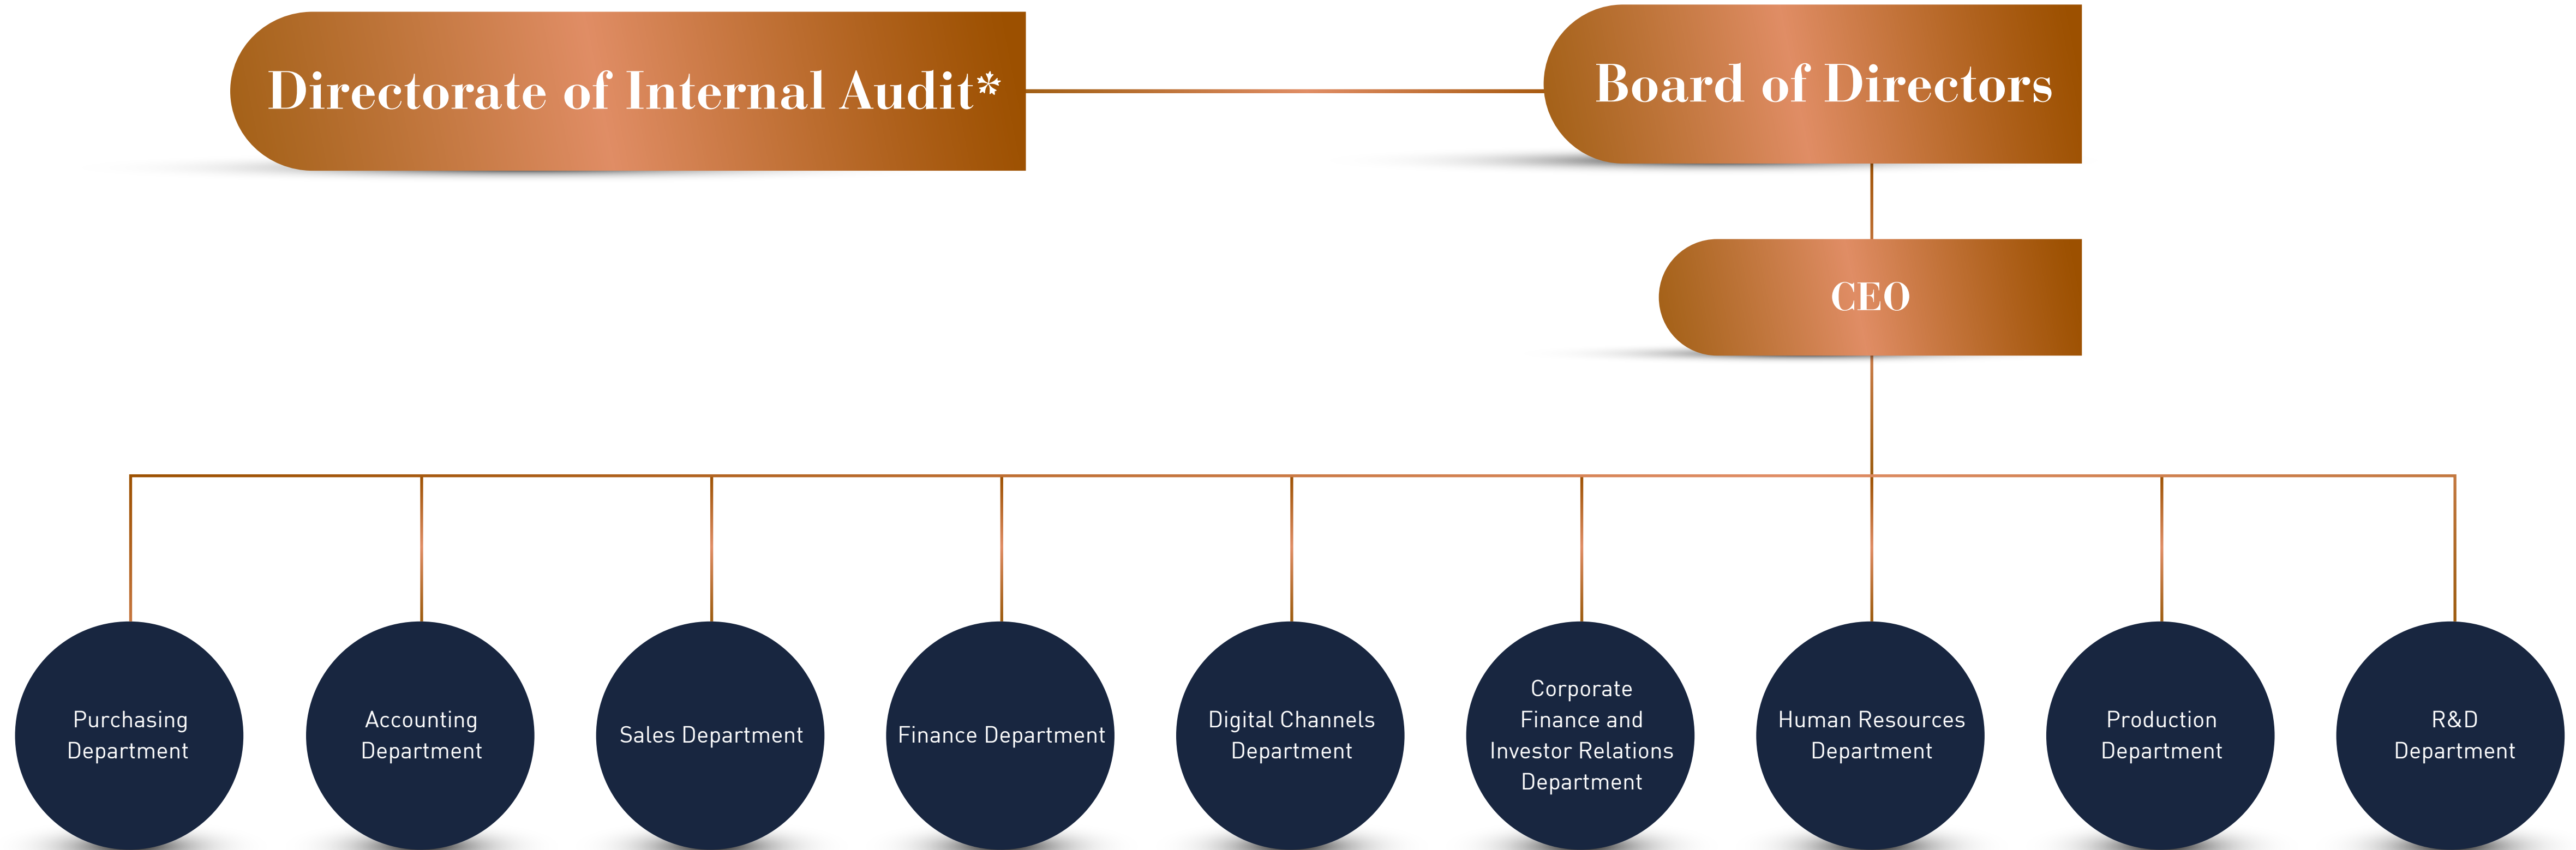 Directorate of Internal Audit*
Board of Directors
CEO
Purchasing
Department
Accounting
Department
Sales Department
Finance Department
Digital Channels
Department
Corporate
Finance and
Investor Relations
Department
Human Resources
Department
Production
Department
R&D
Department